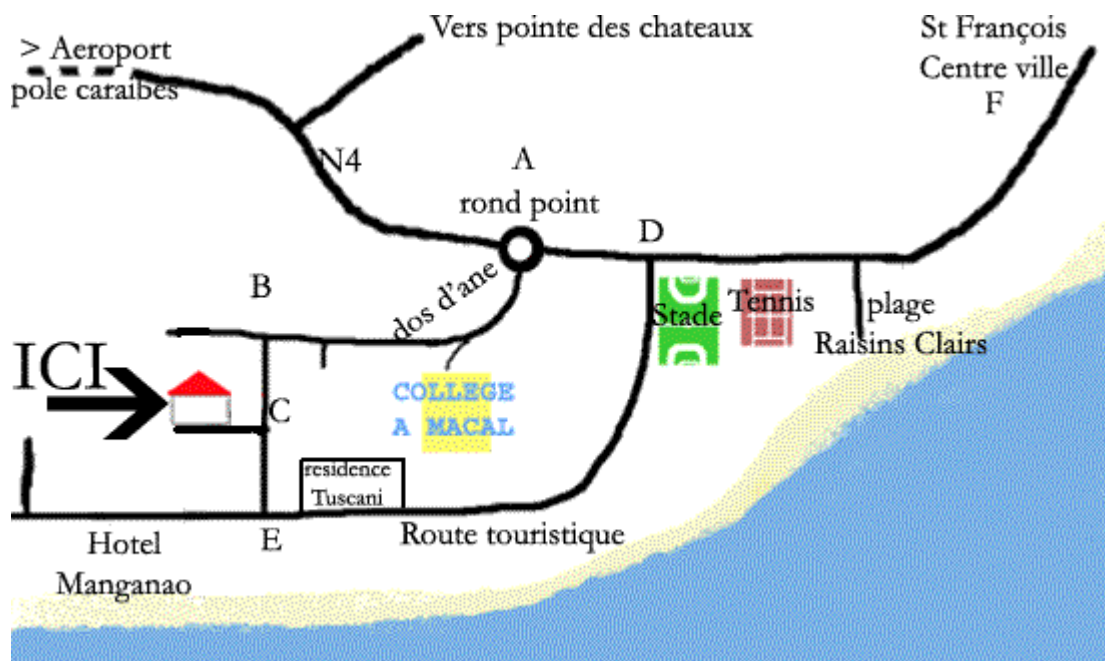 Vers pointe des chateaux
St François
Centre ville
F
> Aeroport
pole caraibes
N4
A
rond point
D
B
dos d'ane
Stade
Tennis
plage
Raisins Clairs
ICI
C
COLLEGE
A MACAL
residence
Tuscani
Hotel
Manganao
E
Route touristique